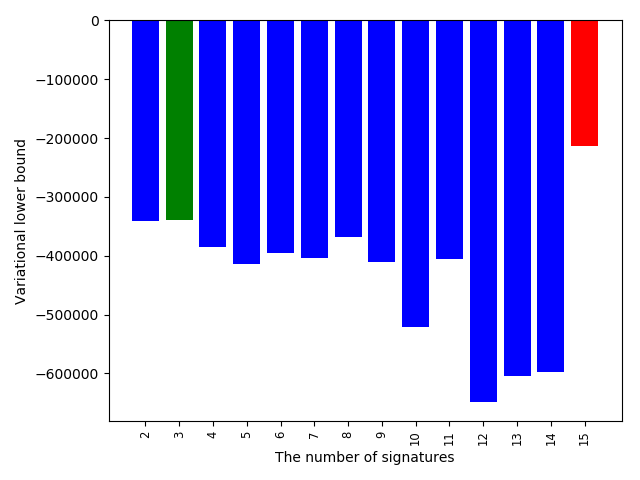 0
−100000
−200000
−300000
−400000
−500000
−600000
Variational lower bound
2 3 4 5 6 7 8 9 10 11 12 13 14 15
The number of signatures